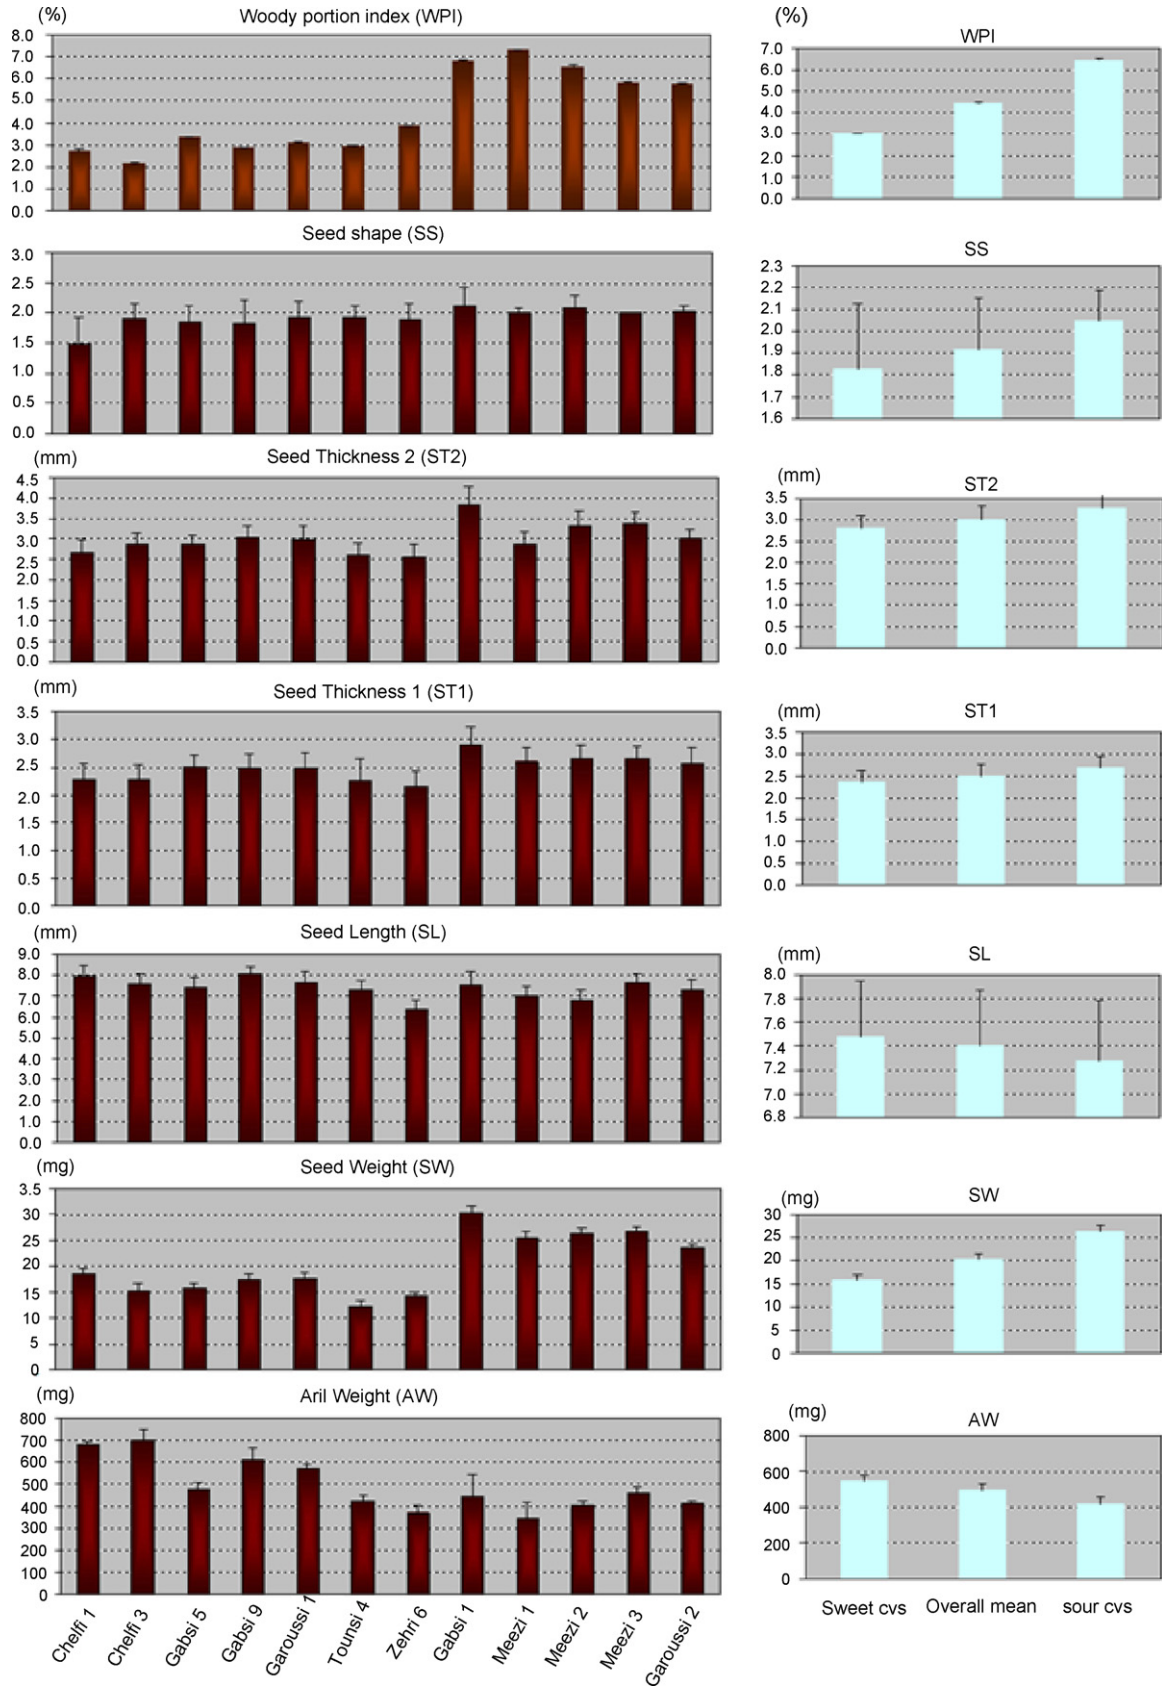 (%)
Woody portion index (WPI)
8.0
7.0
6.0
5.0
4.0
3.0
2.0
1.0
0.0
Seed shape (SS)
3.0
2.5
2.0
1.5
1.0
0.5
0.0
(mm)
Seed Thickness 2 (ST2)
4.5
4.0
3.5
3.0
2.5
2.0
1.5
1.0
0.5
0.0
(mm)
Seed Thickness 1 (ST1)
3.5
3.0
2.5
2.0
1.5
1.0
0.5
0.0
(mm)
Seed Length (SL)
9.0
8.0
7.0
6.0
5.0
4.0
3.0
2.0
1.0
0.0
(mg)
Seed Weight (SW)
3.5
30
25
20
15
10
5
0
(mg)
Aril Weight (AW)
800
700
600
500
400
300
200
100
0
Chelfi 1
Chelfi 3
Gabsi 5
Gabsi 9
Garoussi 1
Tounsi 4
Zehri 6
Gabsi 1
Meezi 1
Meezi 2
Meezi 3
Garoussi 2
(%)
WPI
7.0
6.0
5.0
4.0
3.0
2.0
1.0
0.0
SS
2.3
2.2
2.1
2.0
1.9
1.8
1.7
1.6
(mm)
ST2
3.5
3.0
2.5
2.0
1.5
1.0
0.5
0.0
(mm)
ST1
3.5
3.0
2.5
2.0
1.5
1.0
0.5
0.0
(mm)
SL
8.0
7.8
7.6
7.4
7.2
7.0
6.8
(mg)
SW
30
25
20
15
10
5
0
(mg)
AW
800
600
400
200
0
Sweet cvs
Overall mean
sour cvs